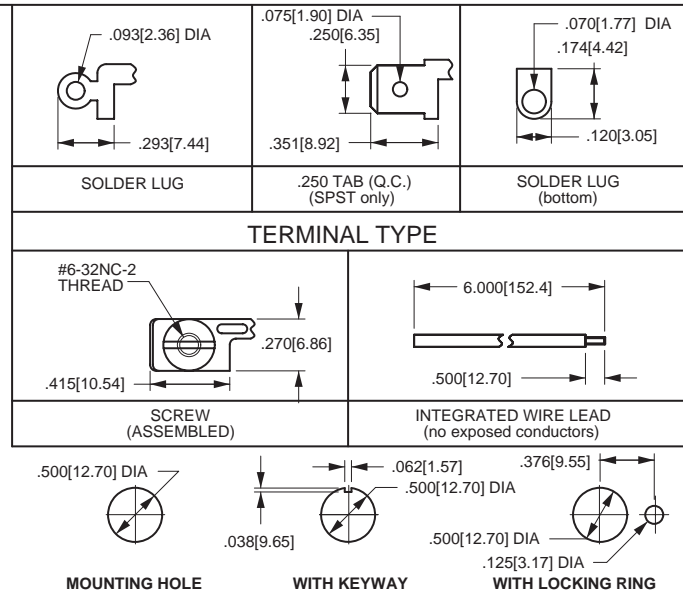 .093[2.36] DIA
.293[7.44]
SOLDER LUG
.075[1.90] DIA
.250[6.35]
.351[8.92]
.250 TAB (Q.C.)
(SPST only)
.070[1.77] DIA
.174[4.42]
.120[3.05]
SOLDER LUG
(bottom)
TERMINAL TYPE
#6-32NC-2
THREAD
.270[6.86]
.415[10.54]
SCREW
(ASSEMBLED)
6.000[152.4]
.500[12.70]
INTEGRATED WIRE LEAD
(no exposed conductors)
.500[12.70] DIA
MOUNTING HOLE
.062[1.57]
.500[12.70] DIA
.038[9.65]
WITH KEYWAY
.376[9.55]
.500[12.70] DIA
.125[3.17] DIA
WITH LOCKING RING